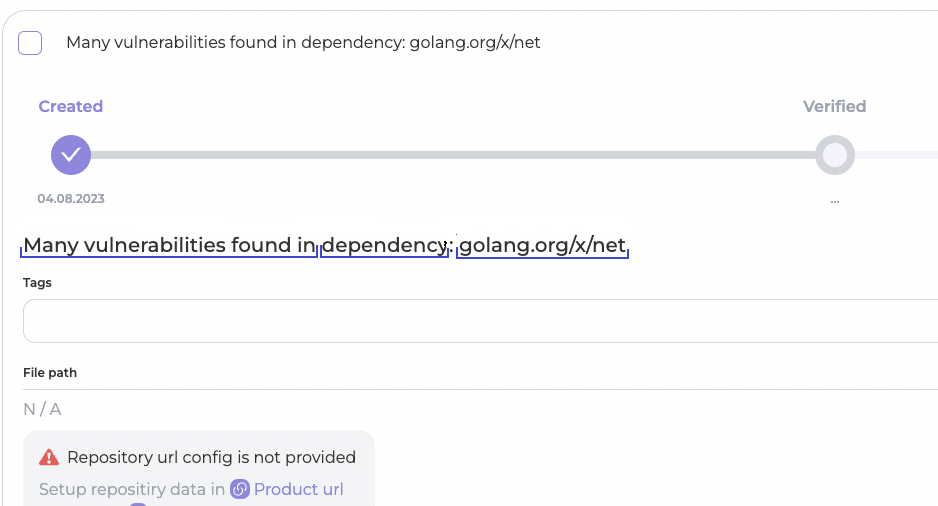 Many vulnerabilities found in dependency: golang.org/x/net
Created
Verified
04.08.2023
...
Many vulnerabilities found in dependency: golang.org/x/net
Tags
File path
N / A
Repository url config is not provided
Setup repositiry data in Product url